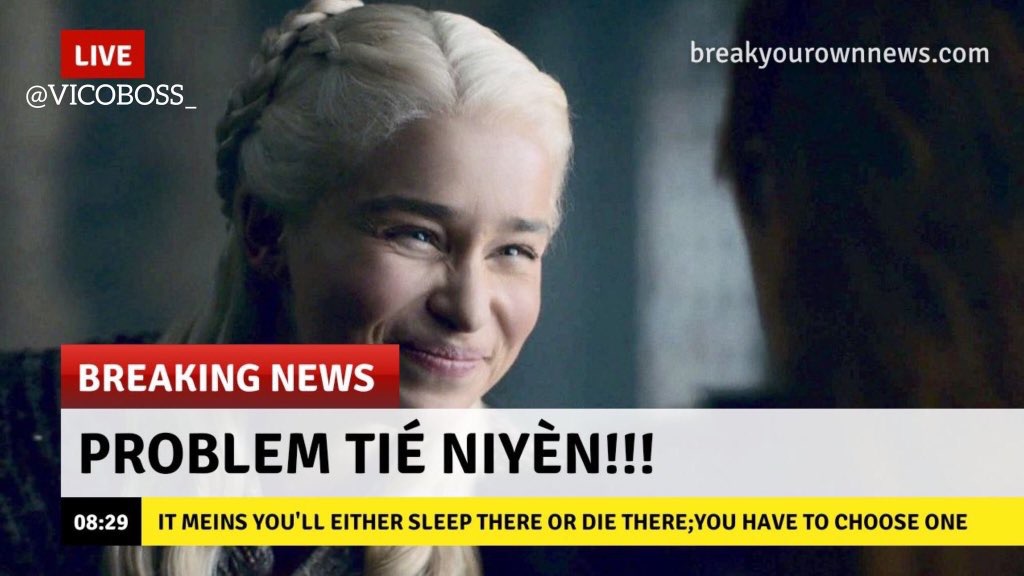 LIVE
breakyourownnews.com
@VICOBOSS_
BREAKING NEWS
PROBLEM TIÉ NIYÈN!!!
08:29 IT MEINS YOU'LL EITHER SLEEP THERE OR DIE THERE;YOU HAVE TO CHOOSE ONE